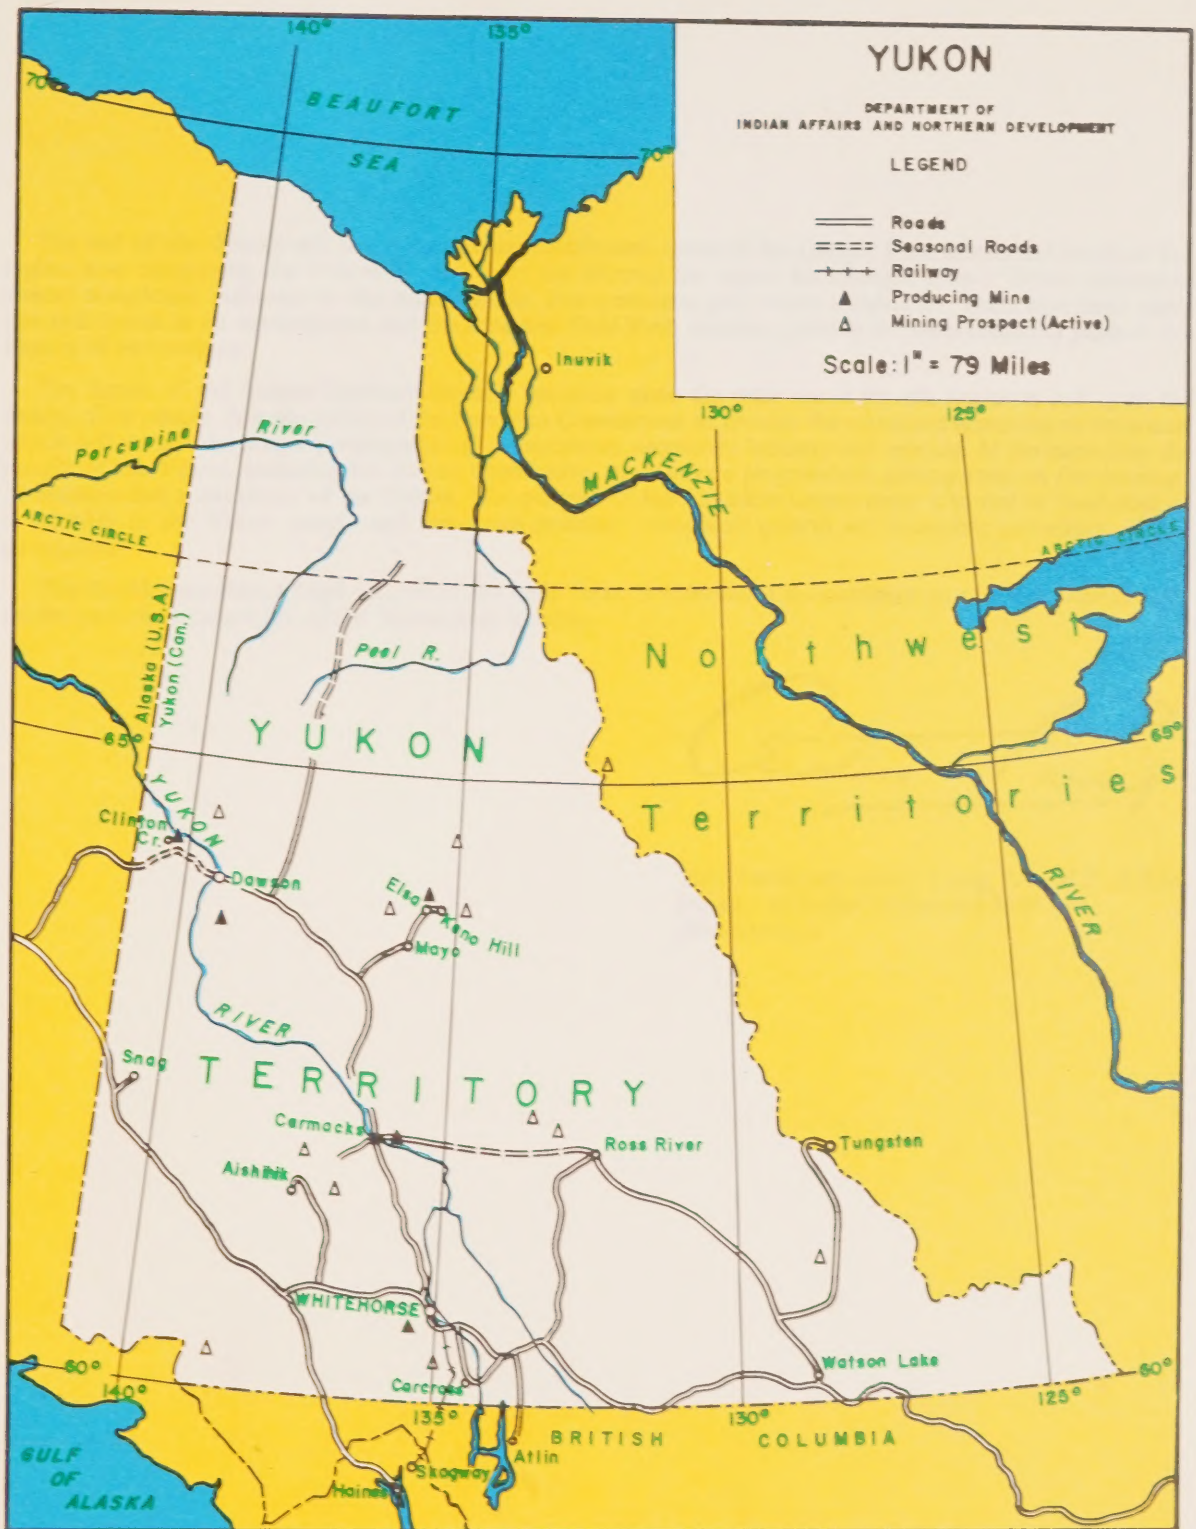 140°
135°
YUKON
DEPARTMENT OF
INDIAN AFFAIRS AND NORTHERN DEVELOPMENT
LEGEND
Roads
Seasonal Roads
Railway
Producing Mine
Mining Prospect (Active)
Scale: 1" = 79 Miles
70°
BEAUFORT
SEA
70°
Inuvik
130°
125°
Porcupine River
MACKENZIE
ARCTIC CIRCLE
ARCTIC CIRCLE
Alaska (U.S.A)
Yukon (Can.)
Peel R.
Northwest
65°
YUKON
65°
Territories
YUKON
Clinton
Cr.
Dawson
Elsa
Keno Hill
Mayo
RIVER
RIVER
Snag
TERRITORY
Carmacks
Ross River
Tungsten
Aishihik
WHITEHORSE
Watson Lake
60°
60°
140°
Carcross
135°
130°
125°
BRITISH COLUMBIA
Atlin
GULF
OF
ALASKA
Skagway
Haines